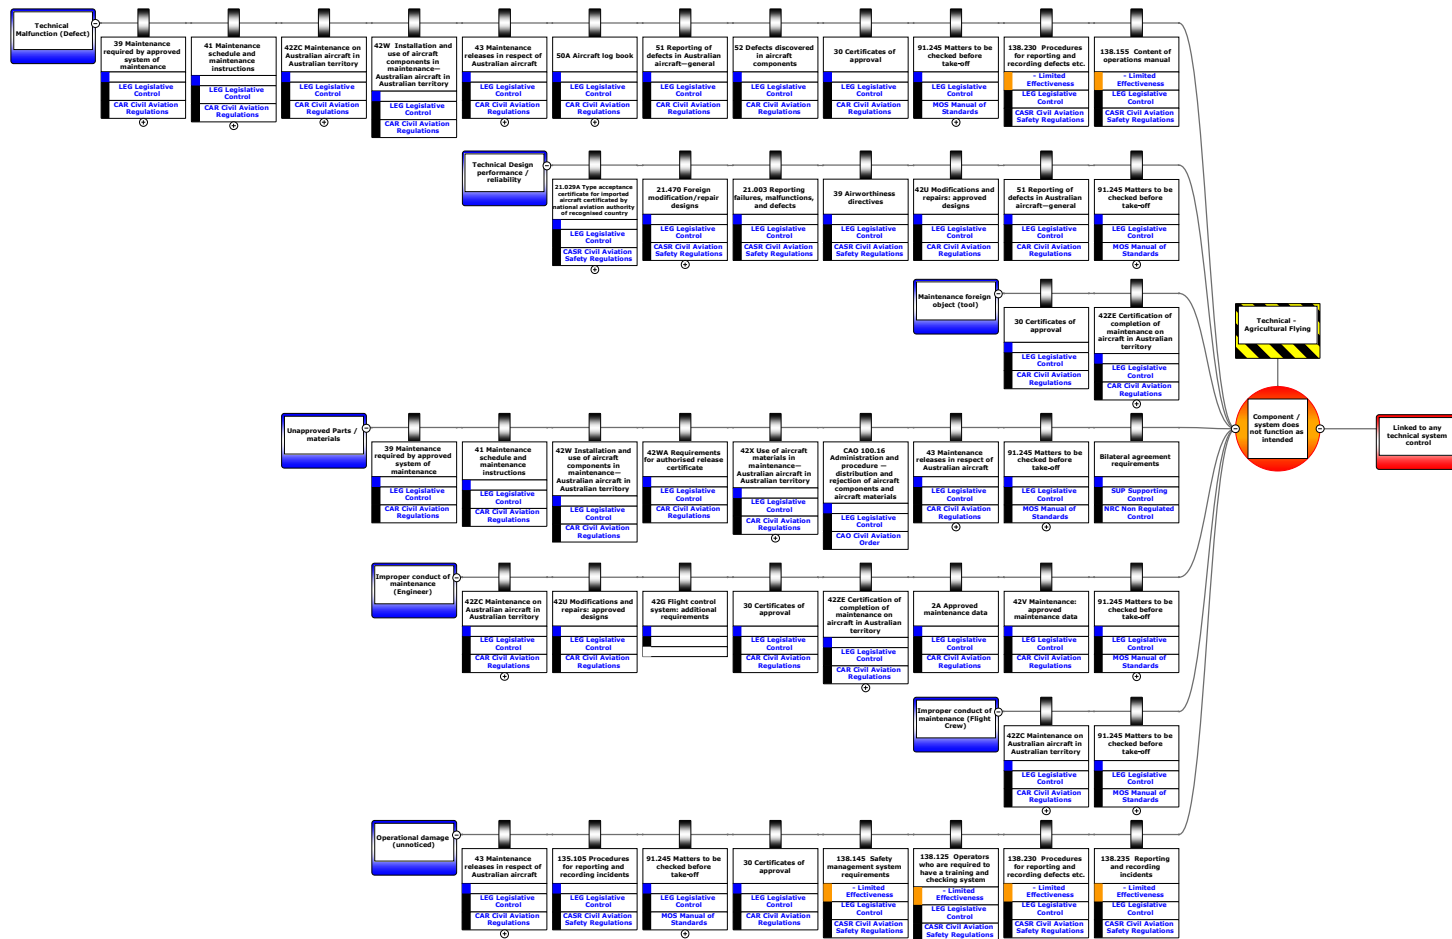 Technical
Malfunction (Defect)
39 Maintenance
required by approved
system of
maintenance
LEG Legislative
Control
CAR Civil Aviation
Regulations
41 Maintenance
schedule and
maintenance
instructions
LEG Legislative
Control
CAR Civil Aviation
Regulations
42ZC Maintenance on
Australian aircraft in
Australian territory
LEG Legislative
Control
CAR Civil Aviation
Regulations
42W Installation and
use of aircraft
components in
maintenance—
Australian aircraft in
Australian territory
LEG Legislative
Control
CAR Civil Aviation
Regulations
43 Maintenance
releases in respect of
Australian aircraft
LEG Legislative
Control
CAR Civil Aviation
Regulations
50A Aircraft log book
LEG Legislative
Control
CAR Civil Aviation
Regulations
51 Reporting of
defects in Australian
aircraft—general
LEG Legislative
Control
CAR Civil Aviation
Regulations
52 Defects discovered
in aircraft
components
LEG Legislative
Control
CAR Civil Aviation
Regulations
30 Certificates of
approval
LEG Legislative
Control
CAR Civil Aviation
Regulations
91.245 Matters to be
checked before
take-off
LEG Legislative
Control
MOS Manual of
Standards
138.230 Procedures
for reporting and
recording defects etc.
- Limited
Effectiveness
LEG Legislative
Control
CASR Civil Aviation
Safety Regulations
138.155 Content of
operations manual
- Limited
Effectiveness
LEG Legislative
Control
CASR Civil Aviation
Safety Regulations
Technical Design
performance /
reliability
21.029A Type acceptance
certificate for imported
aircraft certificated by
national aviation authority
of recognised country
LEG Legislative
Control
CASR Civil Aviation
Safety Regulations
21.470 Foreign
modification/repair
designs
LEG Legislative
Control
CASR Civil Aviation
Safety Regulations
21.003 Reporting
failures, malfunctions,
and defects
LEG Legislative
Control
CASR Civil Aviation
Safety Regulations
39 Airworthiness
directives
LEG Legislative
Control
CASR Civil Aviation
Safety Regulations
42U Modifications and
repairs: approved
designs
LEG Legislative
Control
CAR Civil Aviation
Regulations
51 Reporting of
defects in Australian
aircraft—general
LEG Legislative
Control
CAR Civil Aviation
Regulations
91.245 Matters to be
checked before
take-off
LEG Legislative
Control
MOS Manual of
Standards
Maintenance foreign
object (tool)
30 Certificates of
approval
LEG Legislative
Control
CAR Civil Aviation
Regulations
42ZE Certification of
completion of
maintenance on
aircraft in Australian
territory
LEG Legislative
Control
CAR Civil Aviation
Regulations
Technical -
Agricultural Flying
Component /
system does
not function as
intended
Linked to any
technical system
control
Unapproved Parts /
materials
39 Maintenance
required by approved
system of
maintenance
LEG Legislative
Control
CAR Civil Aviation
Regulations
41 Maintenance
schedule and
maintenance
instructions
LEG Legislative
Control
CAR Civil Aviation
Regulations
42W Installation and
use of aircraft
components in
maintenance—
Australian aircraft in
Australian territory
LEG Legislative
Control
CAR Civil Aviation
Regulations
42WA Requirements
for authorised release
certificate
LEG Legislative
Control
CAR Civil Aviation
Regulations
42X Use of aircraft
materials in
maintenance—
Australian aircraft in
Australian territory
LEG Legislative
Control
CAR Civil Aviation
Regulations
CAO 100.16
Administration and
procedure —
distribution and
rejection of aircraft
components and
aircraft materials
LEG Legislative
Control
CAO Civil Aviation
Order
43 Maintenance
releases in respect of
Australian aircraft
LEG Legislative
Control
CAR Civil Aviation
Regulations
91.245 Matters to be
checked before
take-off
LEG Legislative
Control
MOS Manual of
Standards
Bilateral agreement
requirements
SUP Supporting
Control
NRC Non Regulated
Control
Improper conduct of
maintenance
(Engineer)
42ZC Maintenance on
Australian aircraft in
Australian territory
LEG Legislative
Control
CAR Civil Aviation
Regulations
42U Modifications and
repairs: approved
designs
LEG Legislative
Control
CAR Civil Aviation
Regulations
42G Flight control
system: additional
requirements
30 Certificates of
approval
LEG Legislative
Control
CAR Civil Aviation
Regulations
42ZE Certification of
completion of
maintenance on
aircraft in Australian
territory
LEG Legislative
Control
CAR Civil Aviation
Regulations
2A Approved
maintenance data
LEG Legislative
Control
CAR Civil Aviation
Regulations
42V Maintenance:
approved
maintenance data
LEG Legislative
Control
CAR Civil Aviation
Regulations
91.245 Matters to be
checked before
take-off
LEG Legislative
Control
MOS Manual of
Standards
Improper conduct of
maintenance (Flight
Crew)
42ZC Maintenance on
Australian aircraft in
Australian territory
LEG Legislative
Control
CAR Civil Aviation
Regulations
91.245 Matters to be
checked before
take-off
LEG Legislative
Control
MOS Manual of
Standards
Operational damage
(unnoticed)
43 Maintenance
releases in respect of
Australian aircraft
LEG Legislative
Control
CAR Civil Aviation
Regulations
135.105 Procedures
for reporting and
recording incidents
LEG Legislative
Control
CASR Civil Aviation
Safety Regulations
91.245 Matters to be
checked before
take-off
LEG Legislative
Control
MOS Manual of
Standards
30 Certificates of
approval
LEG Legislative
Control
CAR Civil Aviation
Regulations
138.145 Safety
management system
requirements
- Limited
Effectiveness
LEG Legislative
Control
CASR Civil Aviation
Safety Regulations
138.125 Operators
who are required to
have a training and
checking system
- Limited
Effectiveness
LEG Legislative
Control
CASR Civil Aviation
Safety Regulations
138.230 Procedures
for reporting and
recording defects etc.
- Limited
Effectiveness
LEG Legislative
Control
CASR Civil Aviation
Safety Regulations
138.235 Reporting
and recording
incidents
- Limited
Effectiveness
LEG Legislative
Control
CASR Civil Aviation
Safety Regulations